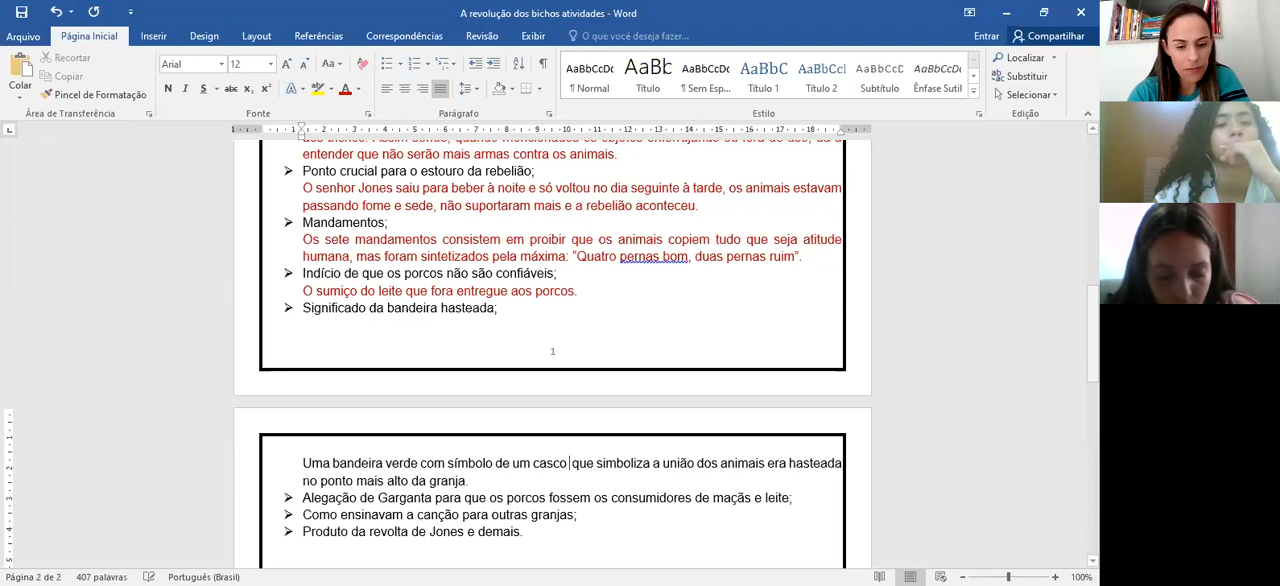 A revolução dos bichos atividades - Word
Arquivo Página Inicial Inserir Design Layout Referências Correspondências Revisão Exibir O que você deseja fazer... Entrar Compartilhar
Colar Recortar Copiar Pincel de Formatação
Arial 12
N I S abc x₂ x² Aa A
AaBbCcDc AaBb AaBbCcDc AaBbC AaBbCcl AaBbCcD AaBbCcDc
¶ Normal Título ¶ Sem Esp... Título 1 Título 2 Subtítulo Ênfase Sutil
Localizar
Substituir
Selecionar
Área de Transferência Fonte Parágrafo Estilo Edição
entender que não serão mais armas contra os animais.
➢ Ponto crucial para o estouro da rebelião;
O senhor Jones saiu para beber à noite e só voltou no dia seguinte à tarde, os animais estavam
passando fome e sede, não suportaram mais e a rebelião aconteceu.
➢ Mandamentos;
Os sete mandamentos consistem em proibir que os animais copiem tudo que seja atitude
humana, mas foram sintetizados pela máxima: “Quatro pernas bom, duas pernas ruim”.
➢ Indício de que os porcos não são confiáveis;
O sumiço do leite que fora entregue aos porcos.
➢ Significado da bandeira hasteada;
1
Uma bandeira verde com símbolo de um casco que simboliza a união dos animais era hasteada
no ponto mais alto da granja.
➢ Alegação de Garganta para que os porcos fossem os consumidores de maçãs e leite;
➢ Como ensinavam a canção para outras granjas;
➢ Produto da revolta de Jones e demais.
Página 2 de 2 407 palavras Português (Brasil) 100%